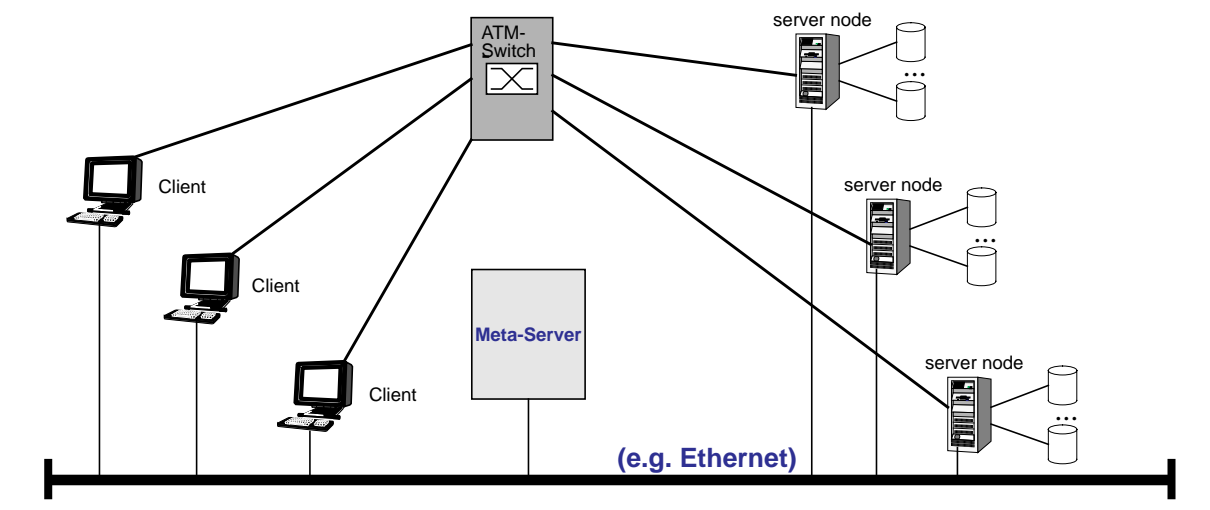 server node
ATM-
Switch
Client
server node
Client
Meta-Server
server node
Client
(e.g. Ethernet)